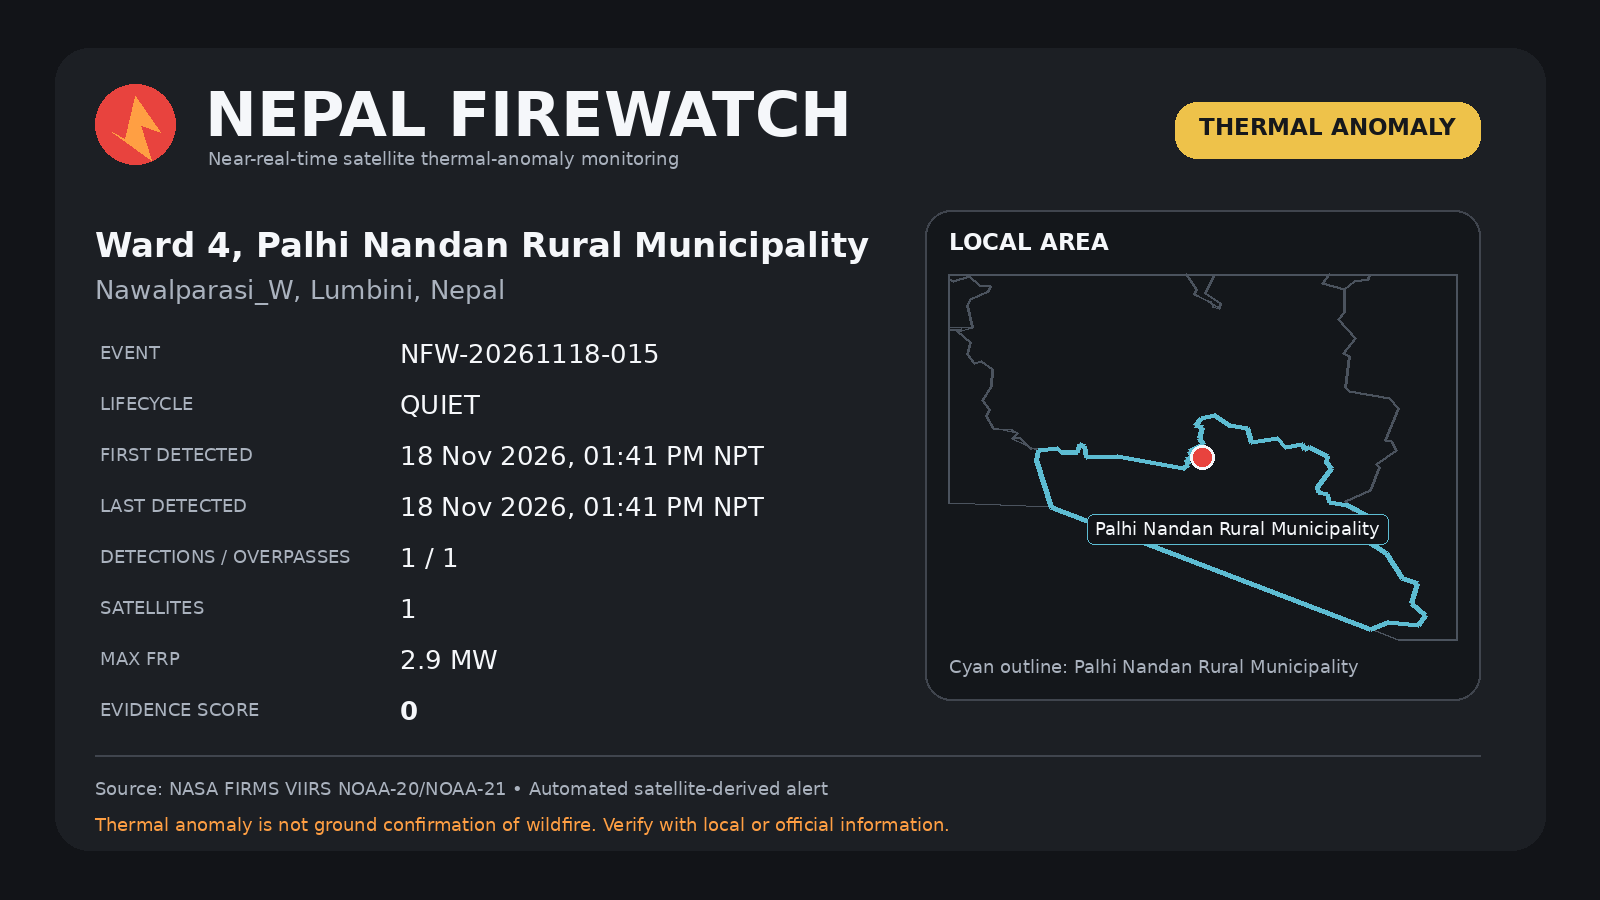 NEPAL FIREWATCH
Near-real-time satellite thermal-anomaly monitoring
THERMAL ANOMALY
Ward 4, Palhi Nandan Rural Municipality
Nawalparasi_W, Lumbini, Nepal
EVENT NFW-20261118-015
LIFECYCLE QUIET
FIRST DETECTED 18 Nov 2026, 01:41 PM NPT
LAST DETECTED 18 Nov 2026, 01:41 PM NPT
DETECTIONS / OVERPASSES 1 / 1
SATELLITES 1
MAX FRP 2.9 MW
EVIDENCE SCORE 0
LOCAL AREA
Palhi Nandan Rural Municipality
Cyan outline: Palhi Nandan Rural Municipality
Source: NASA FIRMS VIIRS NOAA-20/NOAA-21 • Automated satellite-derived alert
Thermal anomaly is not ground confirmation of wildfire. Verify with local or official information.